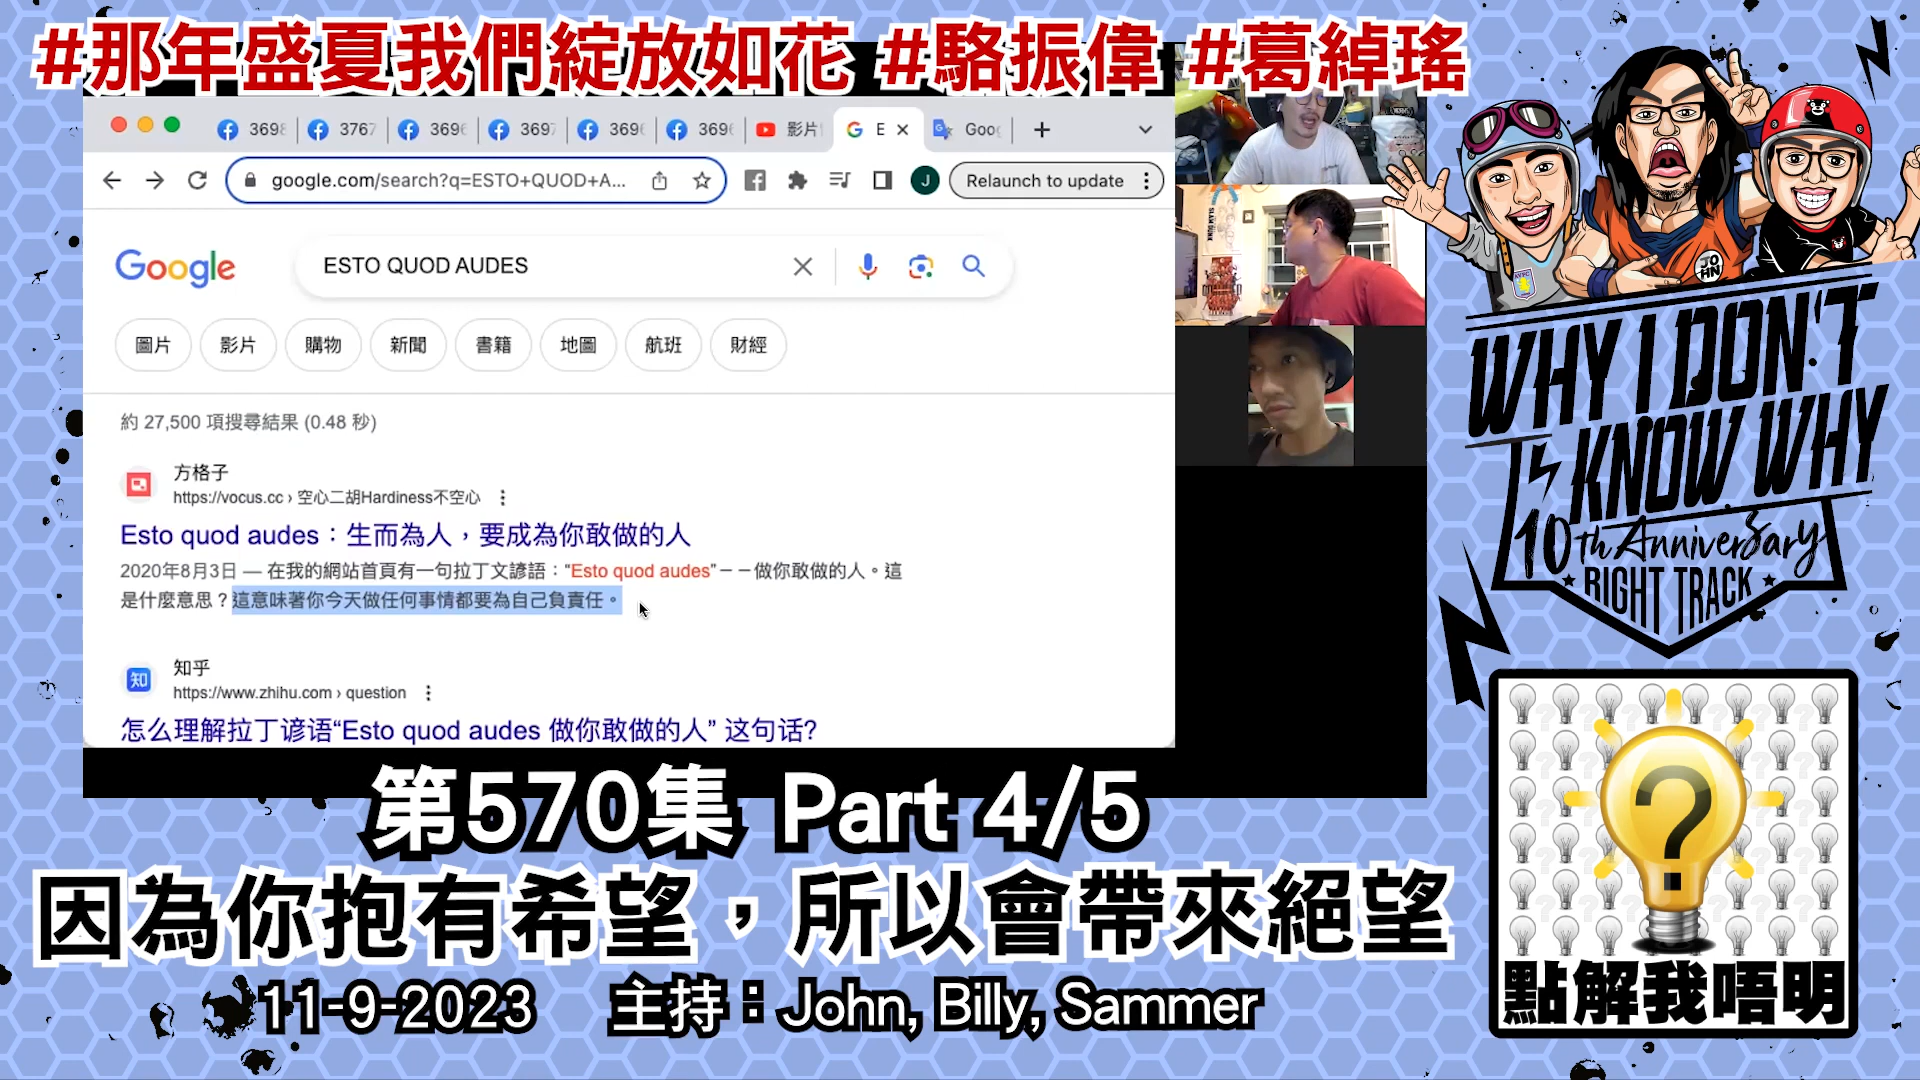 #那年盛夏我們綻放如花 #駱振偉 #葛綽瑤
3698 3767 3696 3697 3696 3696 影片 E Goo
google.com/search?q=ESTO+QUOD+A...
J
Relaunch to update
Google
ESTO QUOD AUDES
圖片 影片 購物 新聞 書籍 地圖 航班 財經
約 27,500 項搜尋結果 (0.48 秒)
方格子
https://vocus.cc › 空心二胡Hardiness不空心
Esto quod audes：生而為人，要成為你敢做的人
2020年8月3日 — 在我的網站首頁有一句拉丁文諺語：“Esto quod audes”－－做你敢做的人。這
是什麼意思？這意味著你今天做任何事情都要為自己負責任。
知
知乎
https://www.zhihu.com › question
怎么理解拉丁谚语“Esto quod audes 做你敢做的人” 这句话?
JOHN
WHY I DON'T
KNOW WHY
10th Anniversary
RIGHT TRACK
?
點解我唔明
第570集 Part 4/5
因為你抱有希望，所以會帶來絕望
11-9-2023 主持：John, Billy, Sammer